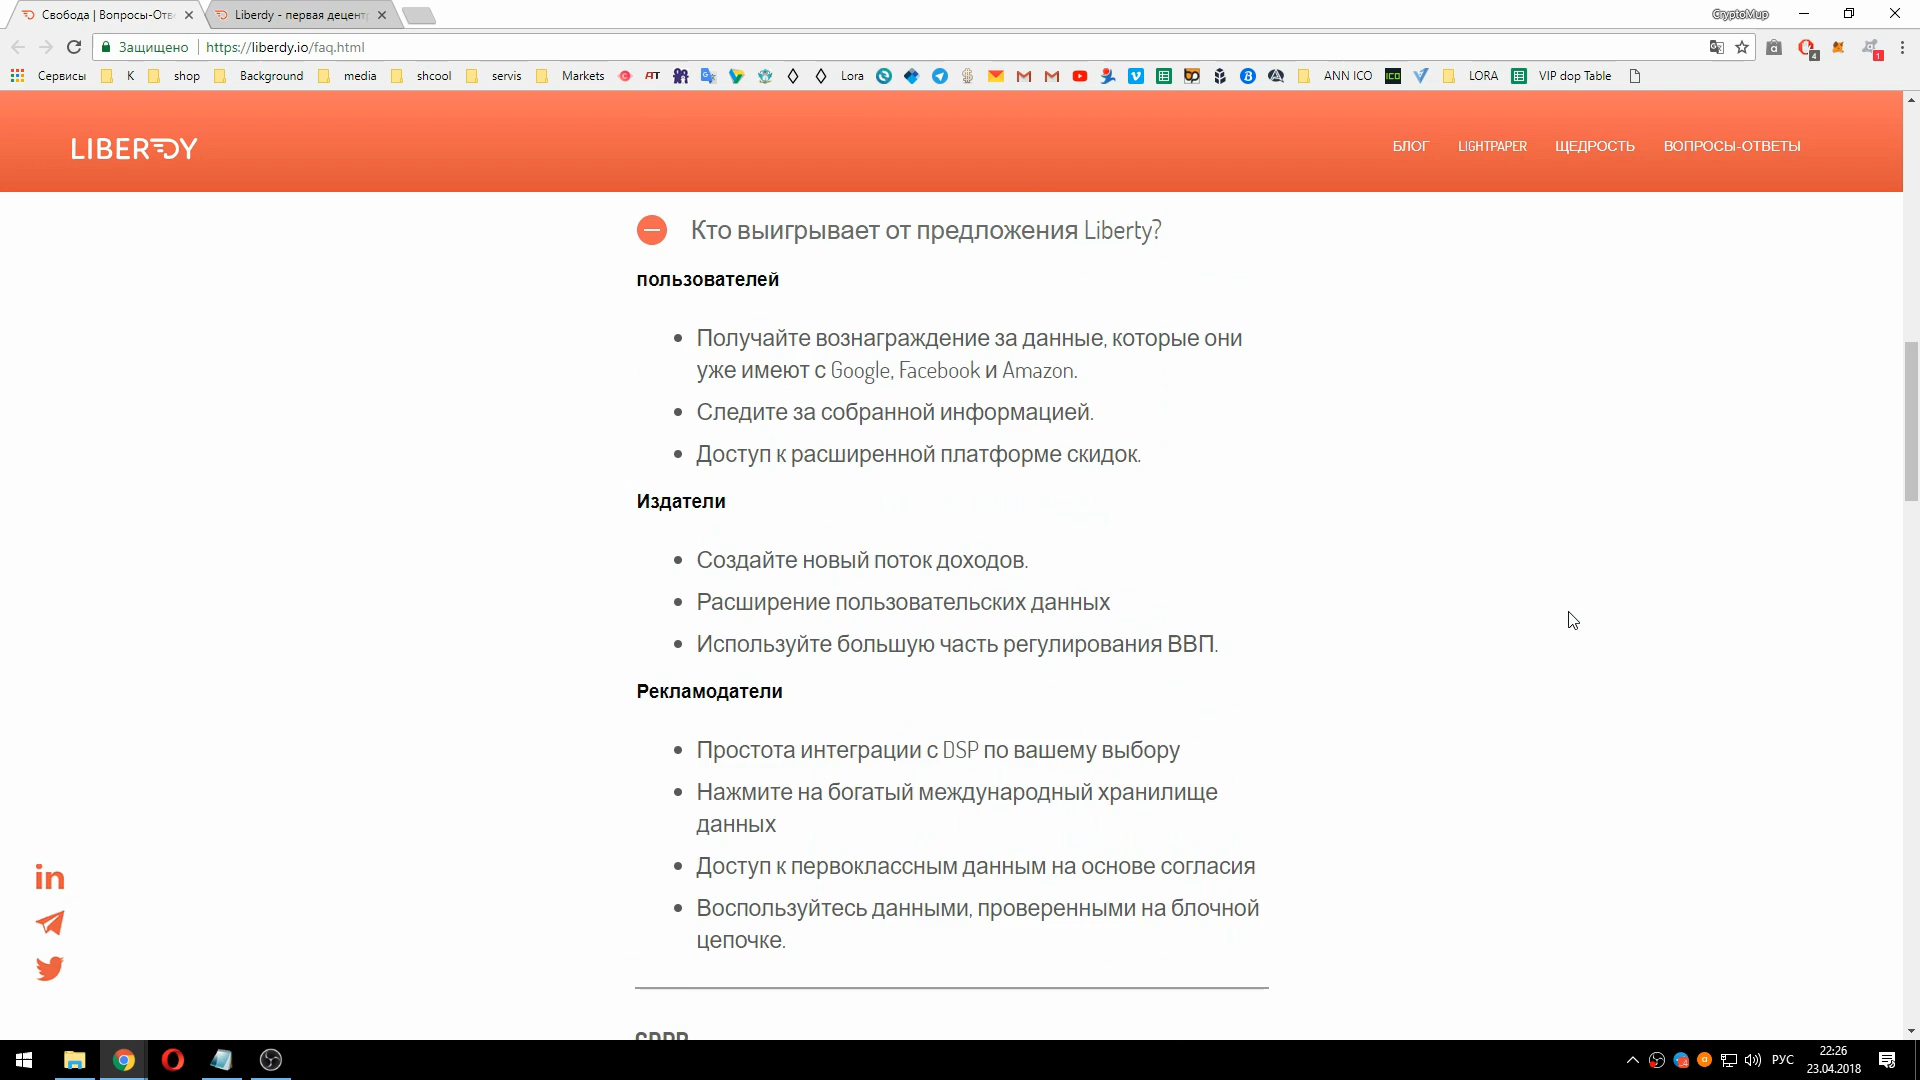 Свобода | Вопросы-Отв
Liberdy - первая децент
CryptoMup
Защищено
https://liberdy.io/faq.html
Сервисы K shop Background media shcool servis Markets Lora ANN ICO LORA VIP dop Table
LIBERDY
БЛОГ LIGHTPAPER ЩЕДРОСТЬ ВОПРОСЫ-ОТВЕТЫ
Кто выигрывает от предложения Liberty?
пользователей
Получайте вознаграждение за данные, которые они
уже имеют с Google, Facebook и Amazon.
Следите за собранной информацией.
Доступ к расширенной платформе скидок.
Издатели
Создайте новый поток доходов.
Расширение пользовательских данных
Используйте большую часть регулирования ВВП.
Рекламодатели
Простота интеграции с DSP по вашему выбору
Нажмите на богатый международный хранилище
данных
Доступ к первоклассным данным на основе согласия
Воспользуйтесь данными, проверенными на блочной
цепочке.
РУС
22:26
23.04.2018